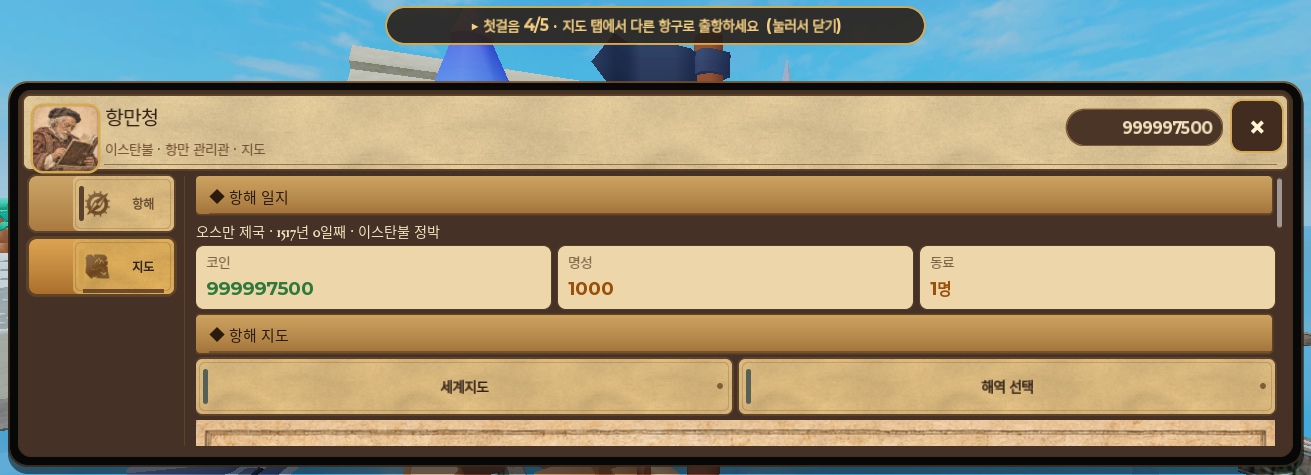 ▸ 첫걸음 4/5 · 지도 탭에서 다른 항구로 출항하세요 (눌러서 닫기)
항만청
이스탄불 · 항만 관리관 · 지도
999997500
×
항해
지도
◆ 항해 일지
오스만 제국 · 1517년 0일째 · 이스탄불 정박
코인
999997500
명성
1000
동료
1명
◆ 항해 지도
세계지도
해역 선택